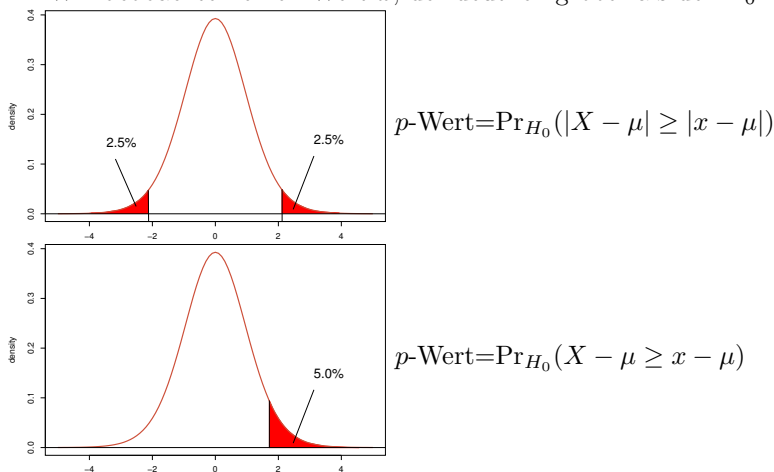 0.4
0.3
density
0.2
2.5%
2.5%
0.1
0.0
−4 −2 0 2 4
p-Wert=Pr_{H_0}(|X − μ| ≥ |x − μ|)
0.4
0.3
density
0.2
5.0%
0.1
0.0
−4 −2 0 2 4
p-Wert=Pr_{H_0}(X − μ ≥ x − μ)